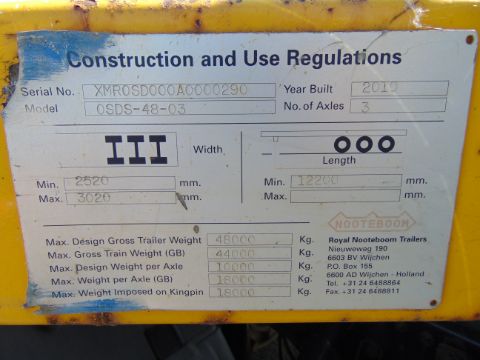 Construction and Use Regulations
Serial No. XMROSD000A0000290 Year Built 2010
Model OSDS-48-03 No. of Axles 3
Width
Length
Min. 2520 mm. Min. 12200 mm.
Max. 3020 mm. Max. mm.
NOOTEBOOM
Max. Design Gross Trailer Weight 48000 Kg.
Max. Gross Train Weight (GB) 44000 Kg.
Max. Design Weight per Axle 10000 Kg.
Max. Weight per Axle (GB) 18000 Kg.
Max. Weight Imposed on Kingpin 18000 Kg.
Royal Nooteboom Trailers
Nieuweweg 190
6603 BV Wijchen
P.O. Box 155
6600 AD Wijchen - Holland
Tel. +31 24 6488864
Fax. +31 24 6488811